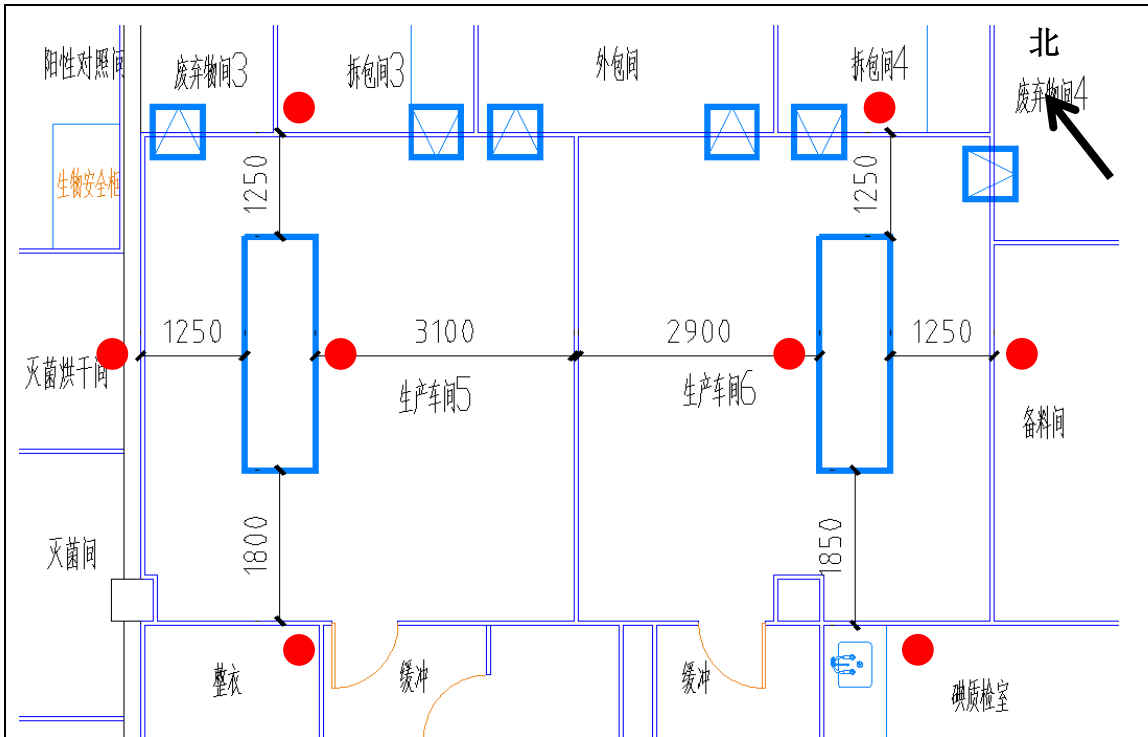 北
阳性对照间
废弃物间3
拆包间3
外包间
拆包间4
废弃物间4
生物安全柜
1250
1250
1250
3100
2900
1250
灭菌烘干间
生产车间5
生产车间6
备料间
1800
1850
灭菌间
整衣
缓冲
缓冲
碘质检室